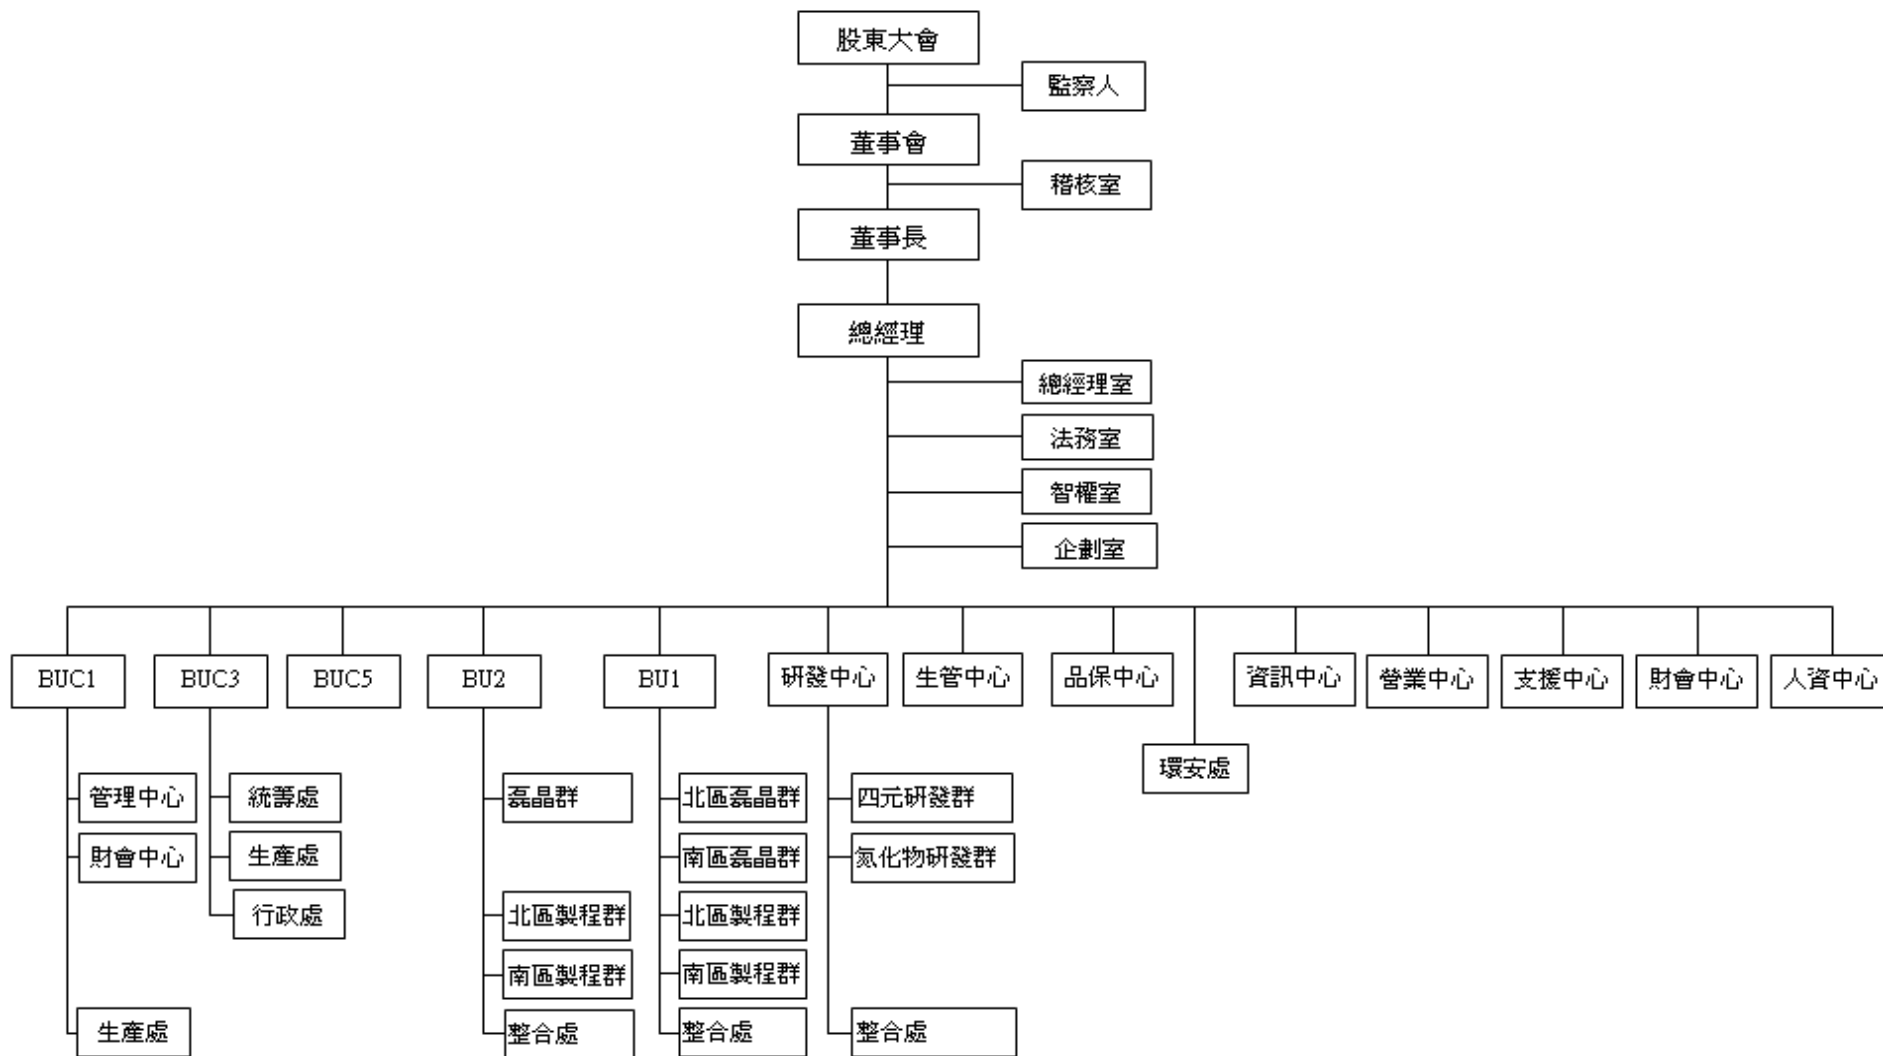 股東大會
監察人
董事會
稽核室
董事長
總經理
總經理室
法務室
智權室
企劃室
BUC1
BUC3
BUC5
BU2
BU1
研發中心
生管中心
品保中心
資訊中心
營業中心
支援中心
財會中心
人資中心
環安處
管理中心
統籌處
磊晶群
北區磊晶群
四元研發群
財會中心
生產處
南區磊晶群
氮化物研發群
行政處
北區製程群
北區製程群
南區製程群
南區製程群
生產處
整合處
整合處
整合處